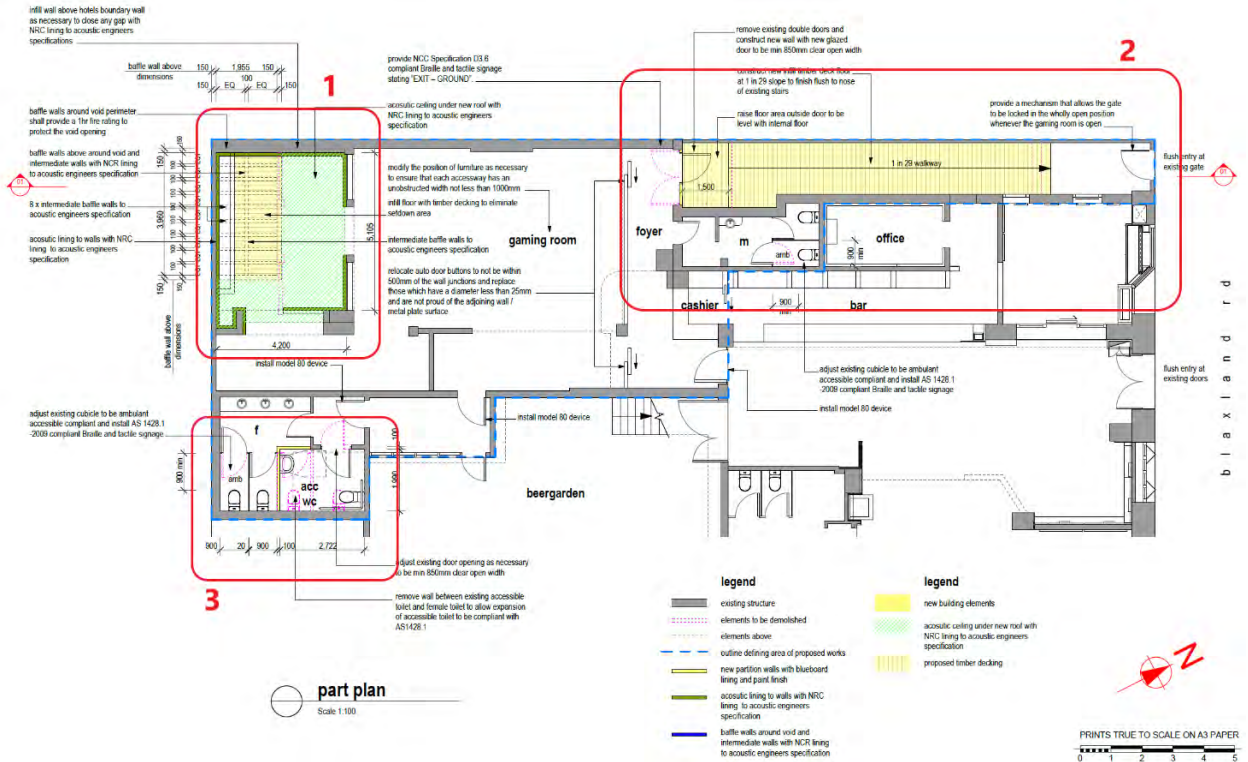 infill wall above hotels boundary wall
as necessary to close any gap with
NRC lining to acoustic engineers
specifications
baffle wall above
dimensions
150
1,955
150
100
150
EQ
EQ
150
1
baffle walls around void perimeter
shall provide a 1hr fire rating to
protect the void opening
baffle walls above around void and
intermediate walls with NCR lining
to acoustic engineers specification
8 x intermediate baffle walls to
acoustic engineers specification
acosutic lining to walls with NRC
lining to acoustic engineers
specification
01
150
100
100
100
100
100
100
100
100
150
3,960
5,105
4,200
baffle wall above
dimensions
provide NCC Specification D3.6
compliant Braille and tactile signage
stating "EXIT – GROUND".
acosutic ceiling under new roof with
NRC lining to acoustic engineers
specification
modify the position of furniture as necessary
to ensure that each accessway has an
unobstructed width not less than 1000mm
infill floor with timber decking to eliminate
setdown area
intermediate baffle walls to
acoustic engineers specification
relocate auto door buttons to not be within
500mm of the wall junctions and replace
those which have a diameter less than 25mm
and are not proud of the adjoining wall /
metal plate surface
gaming room
foyer
2
remove existing double doors and
construct new wall with new glazed
door to be min 850mm clear open width
construct new infill timber deck floor
at 1 in 29 slope to finish flush to nose
of existing stairs
raise floor area outside door to be
level with internal floor
provide a mechanism that allows the gate
to be locked in the wholly open position
whenever the gaming room is open
1 in 29 walkway
1,500
flush entry at
existing gate
01
m
amb
office
900
min
cashier
900
min
bar
flush entry at
existing doors
blaxland rd
install model 80 device
adjust existing cubicle to be ambulant
accessible compliant and install AS 1428.1
-2009 compliant Braille and tactile signage
install model 80 device
adjust existing cubicle to be ambulant
accessible compliant and install AS 1428.1
-2009 compliant Braille and tactile signage
install model 80 device
900 min
f
amb
acc
wc
100
1,990
beergarden
900
20
900
100
2,722
3
adjust existing door opening as necessary
to be min 850mm clear open width
remove wall between existing accessible
toilet and female toilet to allow expansion
of accessible toilet to be compliant with
AS1428.1
part plan
Scale 1:100
legend
existing structure
elements to be demolished
elements above
outline defining area of proposed works
new partition walls with blueboard
lining and paint finish
acosutic lining to walls with NRC
lining to acoustic engineers
specification
baffle walls around void and
intermediate walls with NCR lining
to acoustic engineers specification
legend
new building elements
acosutic ceiling under new roof with
NRC lining to acoustic engineers
specification
proposed timber decking
N
PRINTS TRUE TO SCALE ON A3 PAPER
0 1 2 3 4 5